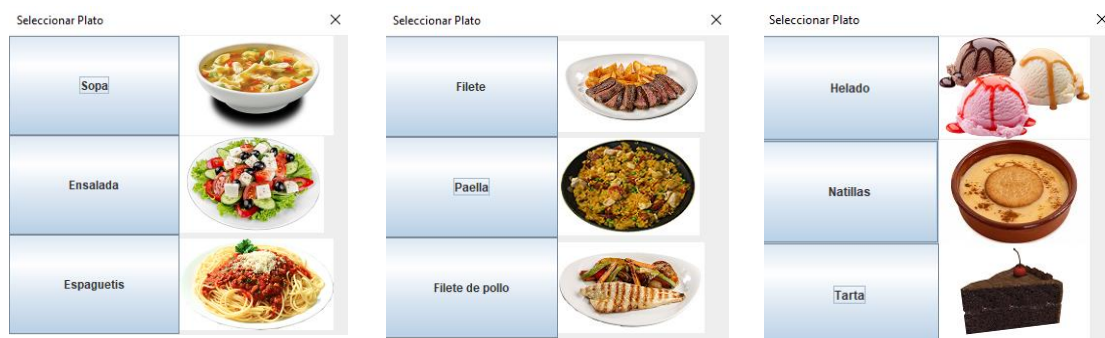 Seleccionar Plato
Sopa
Ensalada
Espaguetis
Seleccionar Plato
Filete
Paella
Filete de pollo
Seleccionar Plato
Helado
Natillas
Tarta